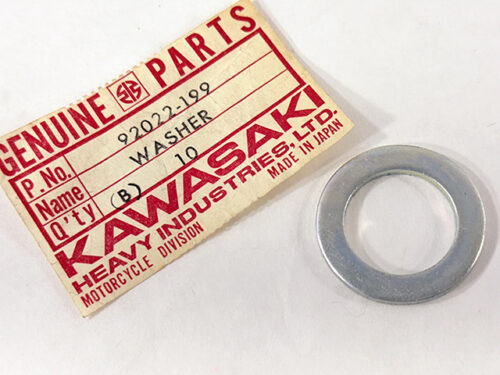 GENUINE PARTS
P.No. 92022-199
Name WASHER
Q'ty (B) 10
KAWASAKI
HEAVY INDUSTRIES, LTD.
MOTORCYCLE DIVISION MADE IN JAPAN